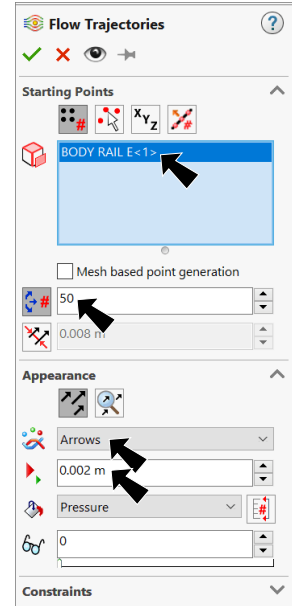 Flow Trajectories
?
Starting Points
#
X Y Z
BODY RAIL E<1>
Mesh based point generation
#
50
0.008 m
Appearance
Arrows
0.002 m
Pressure
#
0
Constraints